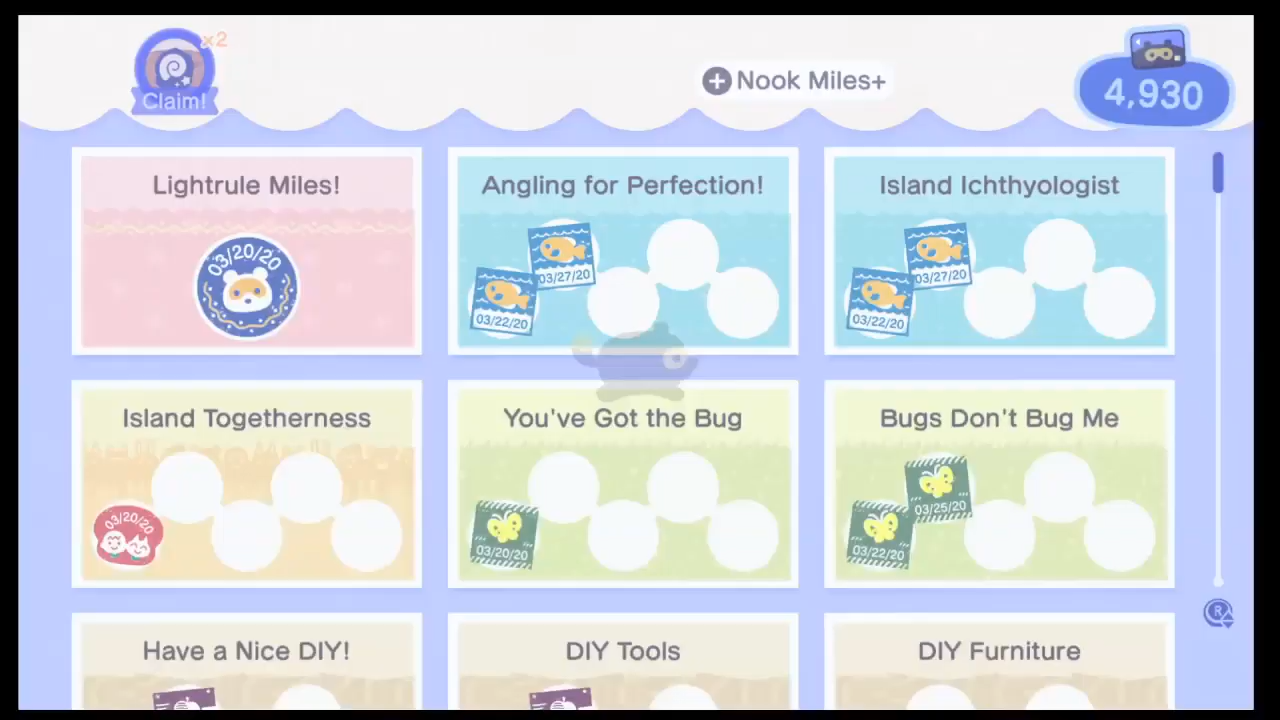 x2
Claim!
+ Nook Miles+
4,930
Lightrule Miles!
03/20/20
Angling for Perfection!
03/27/20
03/22/20
Island Ichthyologist
03/27/20
03/22/20
Island Togetherness
03/20/20
You've Got the Bug
03/20/20
Bugs Don't Bug Me
03/25/20
03/22/20
R
Have a Nice DIY!
DIY Tools
DIY Furniture